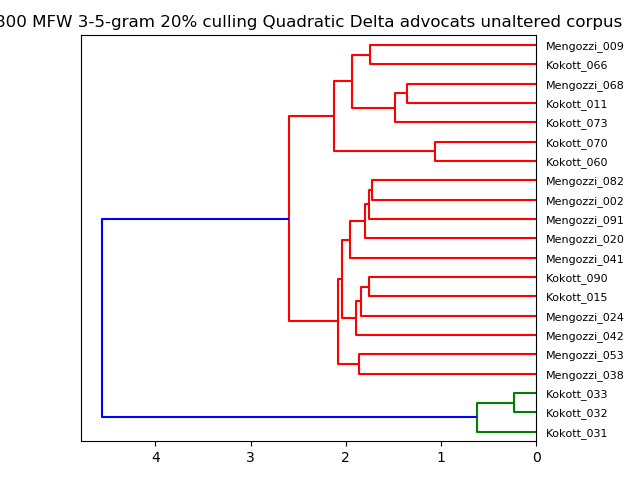 300 MFW 3-5-gram 20% culling Quadratic Delta advocats unaltered corpus
Mengozzi_009
Kokott_066
Mengozzi_068
Kokott_011
Kokott_073
Kokott_070
Kokott_060
Mengozzi_082
Mengozzi_002
Mengozzi_091
Mengozzi_020
Mengozzi_041
Kokott_090
Kokott_015
Mengozzi_024
Mengozzi_042
Mengozzi_053
Mengozzi_038
Kokott_033
Kokott_032
Kokott_031
4 3 2 1 0